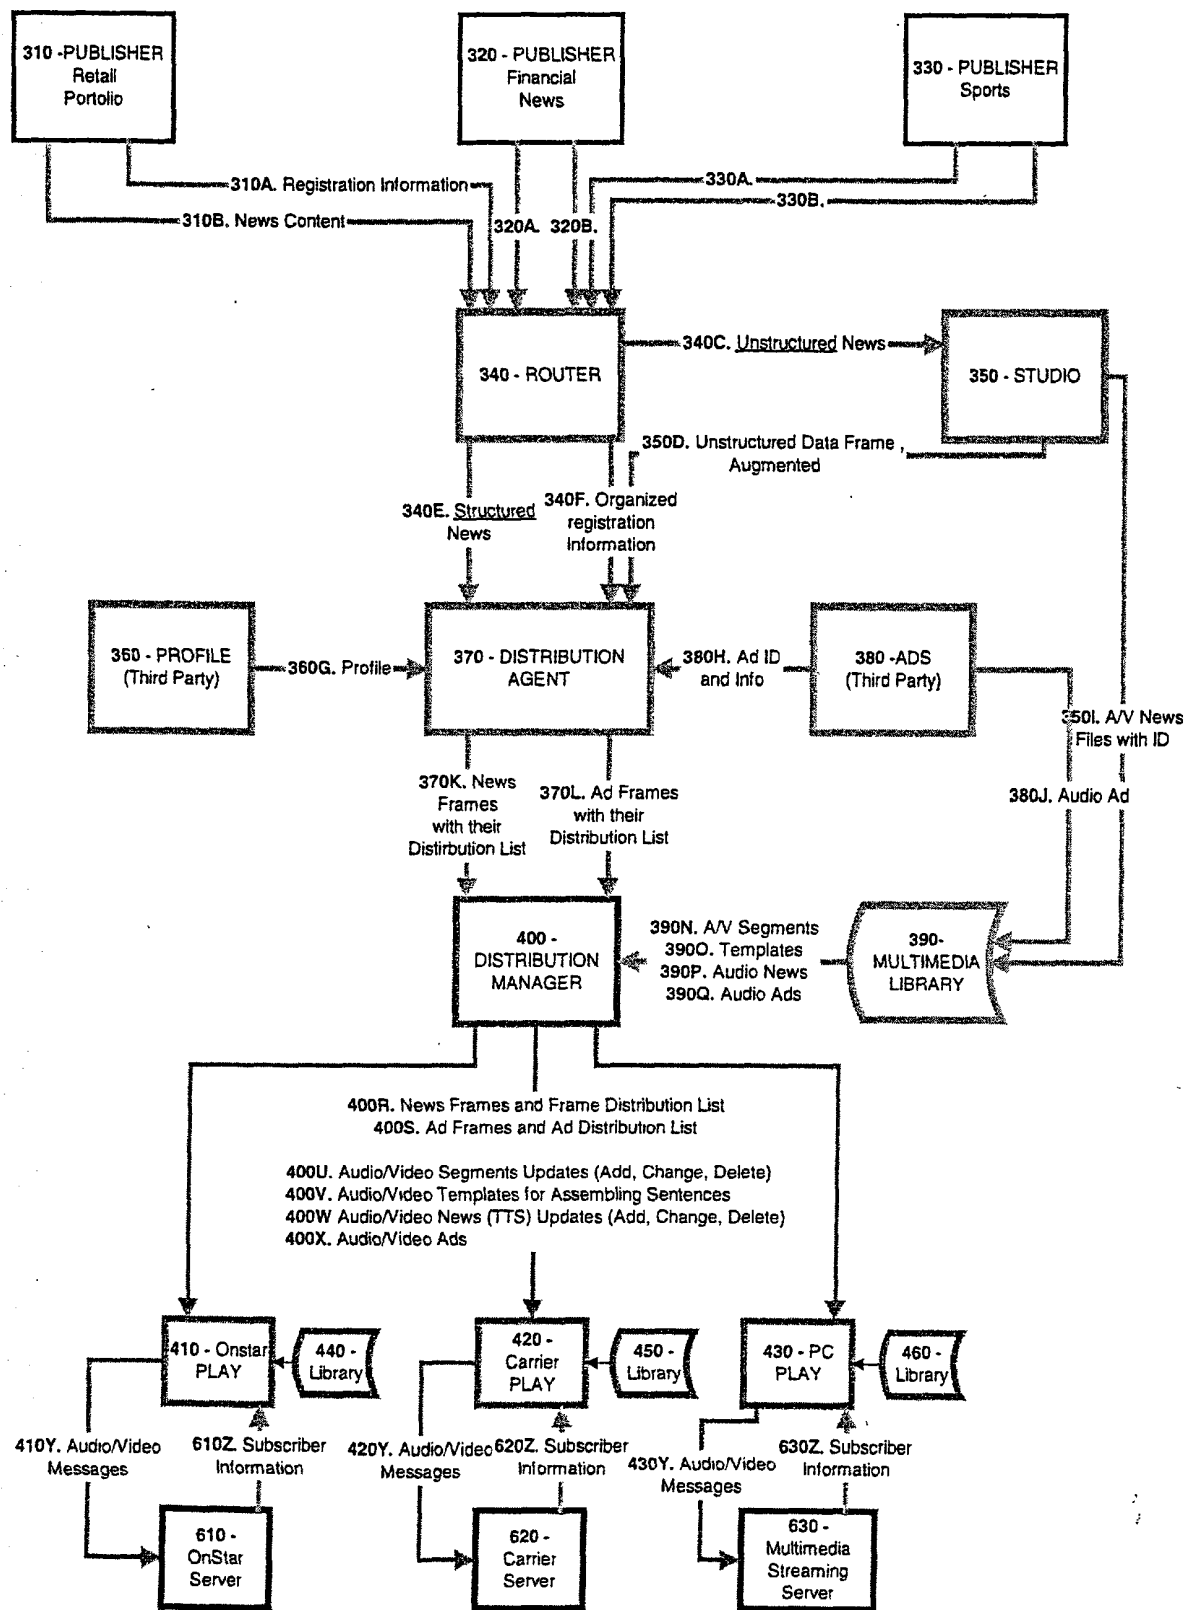 310 -PUBLISHER
Retail
Portolio
320 - PUBLISHER
Financial
News
330 - PUBLISHER
Sports
310A. Registration Information
310B. News Content
320A.
320B.
330A.
330B.
340 - ROUTER
340C. Unstructured News
350 - STUDIO
350D. Unstructured Data Frame ,
Augmented
340E. Structured
News
340F. Organized
registration
Information
360 - PROFILE
(Third Party)
360G. Profile
370 - DISTRIBUTION
AGENT
380H. Ad ID
and Info
380 -ADS
(Third Party)
350I. A/V News
Files with ID
380J. Audio Ad
370K. News
Frames
with their
Distirbution List
370L. Ad Frames
with their
Distribution List
400 -
DISTRIBUTION
MANAGER
390N. A/V Segments
390O. Templates
390P. Audio News
390Q. Audio Ads
390-
MULTIMEDIA
LIBRARY
400R. News Frames and Frame Distribution List
400S. Ad Frames and Ad Distribution List
400U. Audio/Video Segments Updates (Add, Change, Delete)
400V. Audio/Video Templates for Assembling Sentences
400W Audio/Video News (TTS) Updates (Add, Change, Delete)
400X. Audio/Video Ads
410 - Onstar
PLAY
440 -
Library
420 -
Carrier
PLAY
450 -
Library
430 - PC
PLAY
460 -
Library
410Y. Audio/Video
Messages
610Z. Subscriber
Information
420Y. Audio/Video
Messages
620Z. Subscriber
Information
430Y. Audio/Video
Messages
630Z. Subscriber
Information
610 -
OnStar
Server
620 -
Carrier
Server
630 -
Multimedia
Streaming
Server